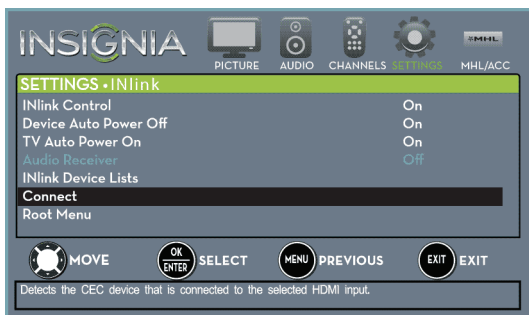 INSIGNIA
PICTURE AUDIO CHANNELS SETTINGS MHL MHL/ACC
SETTINGS • INlink
INlink Control On
Device Auto Power Off On
TV Auto Power On On
Audio Receiver Off
INlink Device Lists
Connect
Root Menu
MOVE OK ENTER SELECT MENU PREVIOUS EXIT EXIT
Detects the CEC device that is connected to the selected HDMI input.